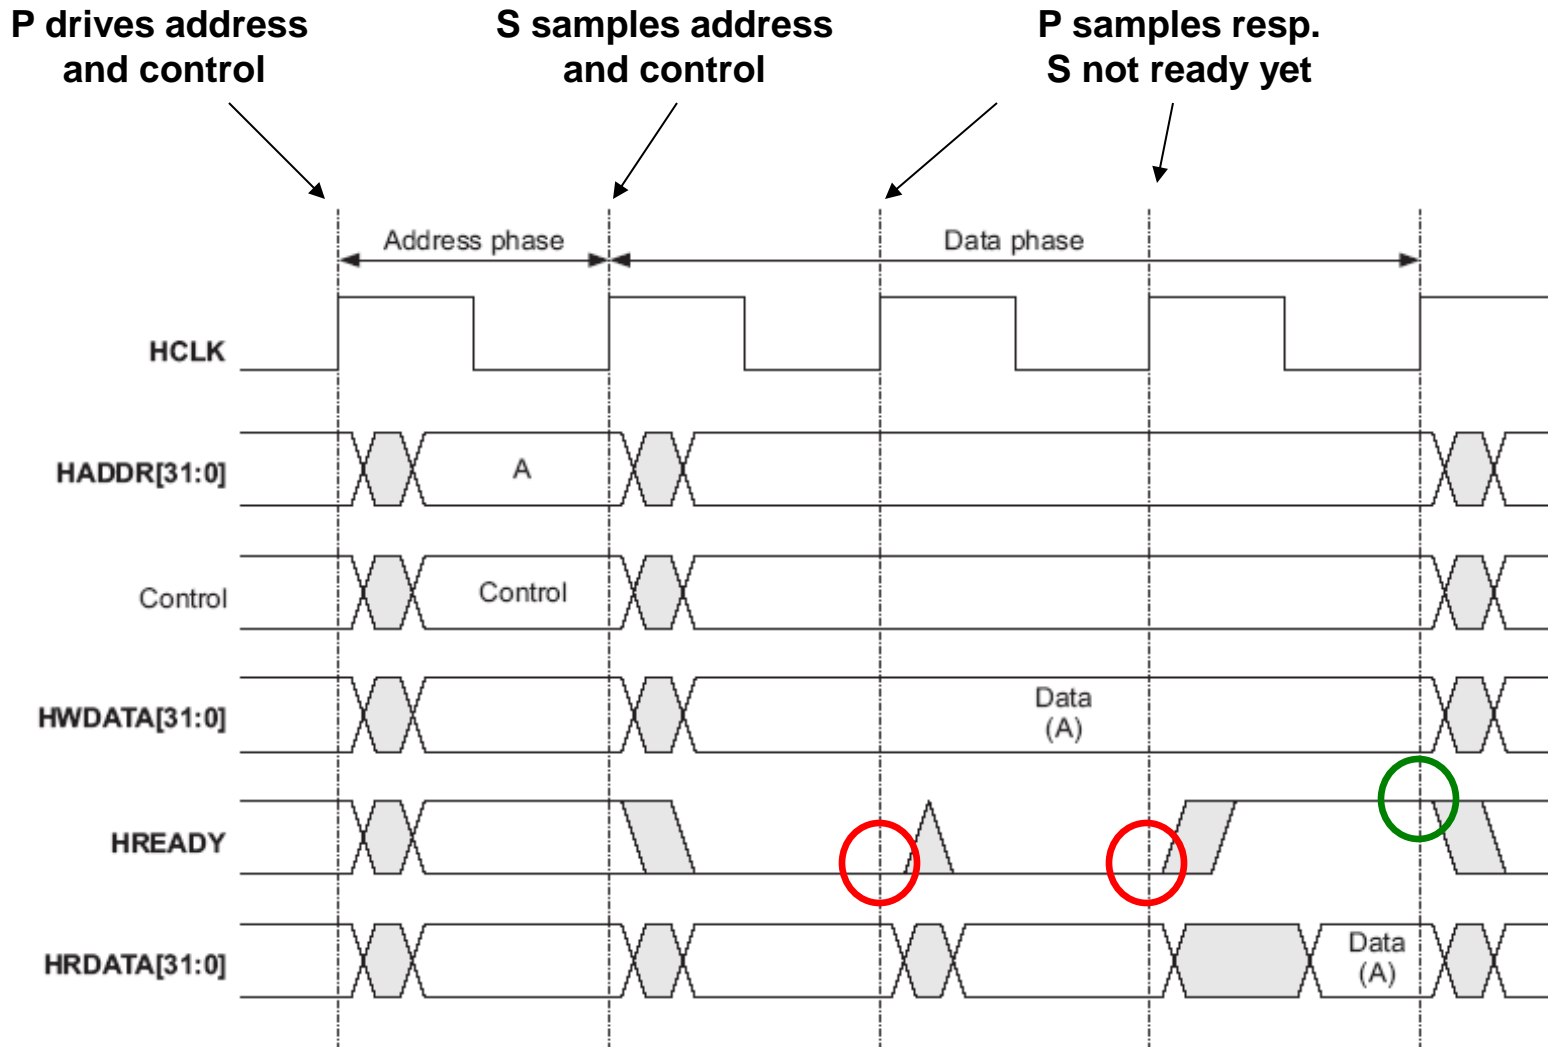 P drives address
and control
S samples address
and control
P samples resp.
S not ready yet
Address phase
Data phase
HCLK
HADDR[31:0]
A
Control
Control
HWDATA[31:0]
Data
(A)
HREADY
HRDATA[31:0]
Data
(A)